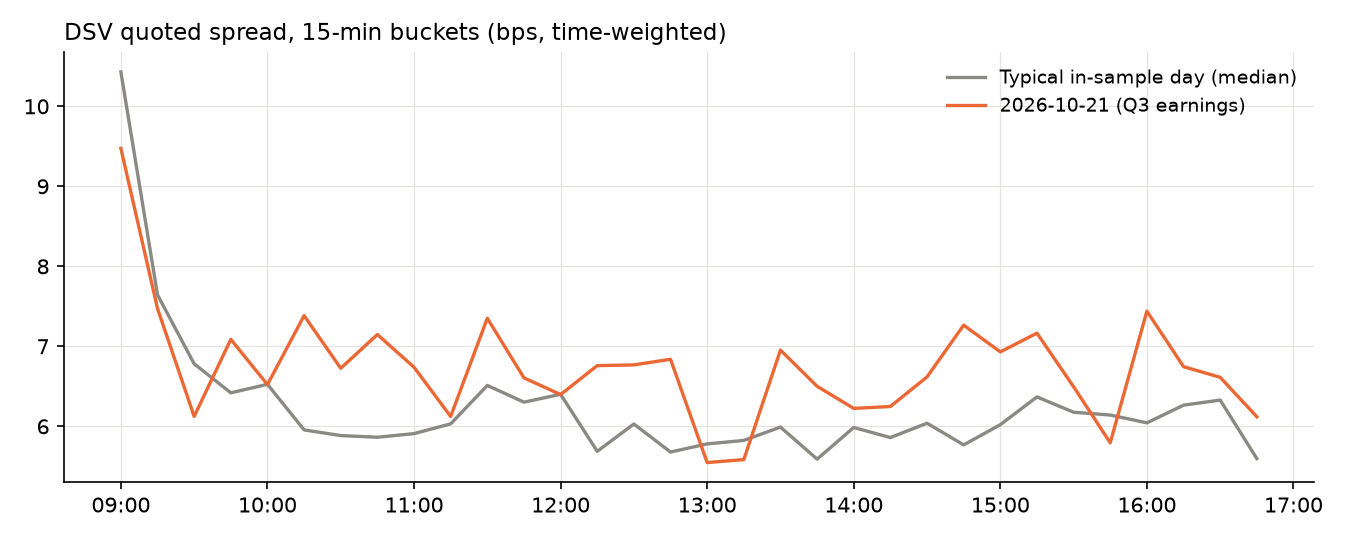 DSV quoted spread, 15-min buckets (bps, time-weighted)
Typical in-sample day (median)
2026-10-21 (Q3 earnings)
10
9
8
7
6
09:00 10:00 11:00 12:00 13:00 14:00 15:00 16:00 17:00